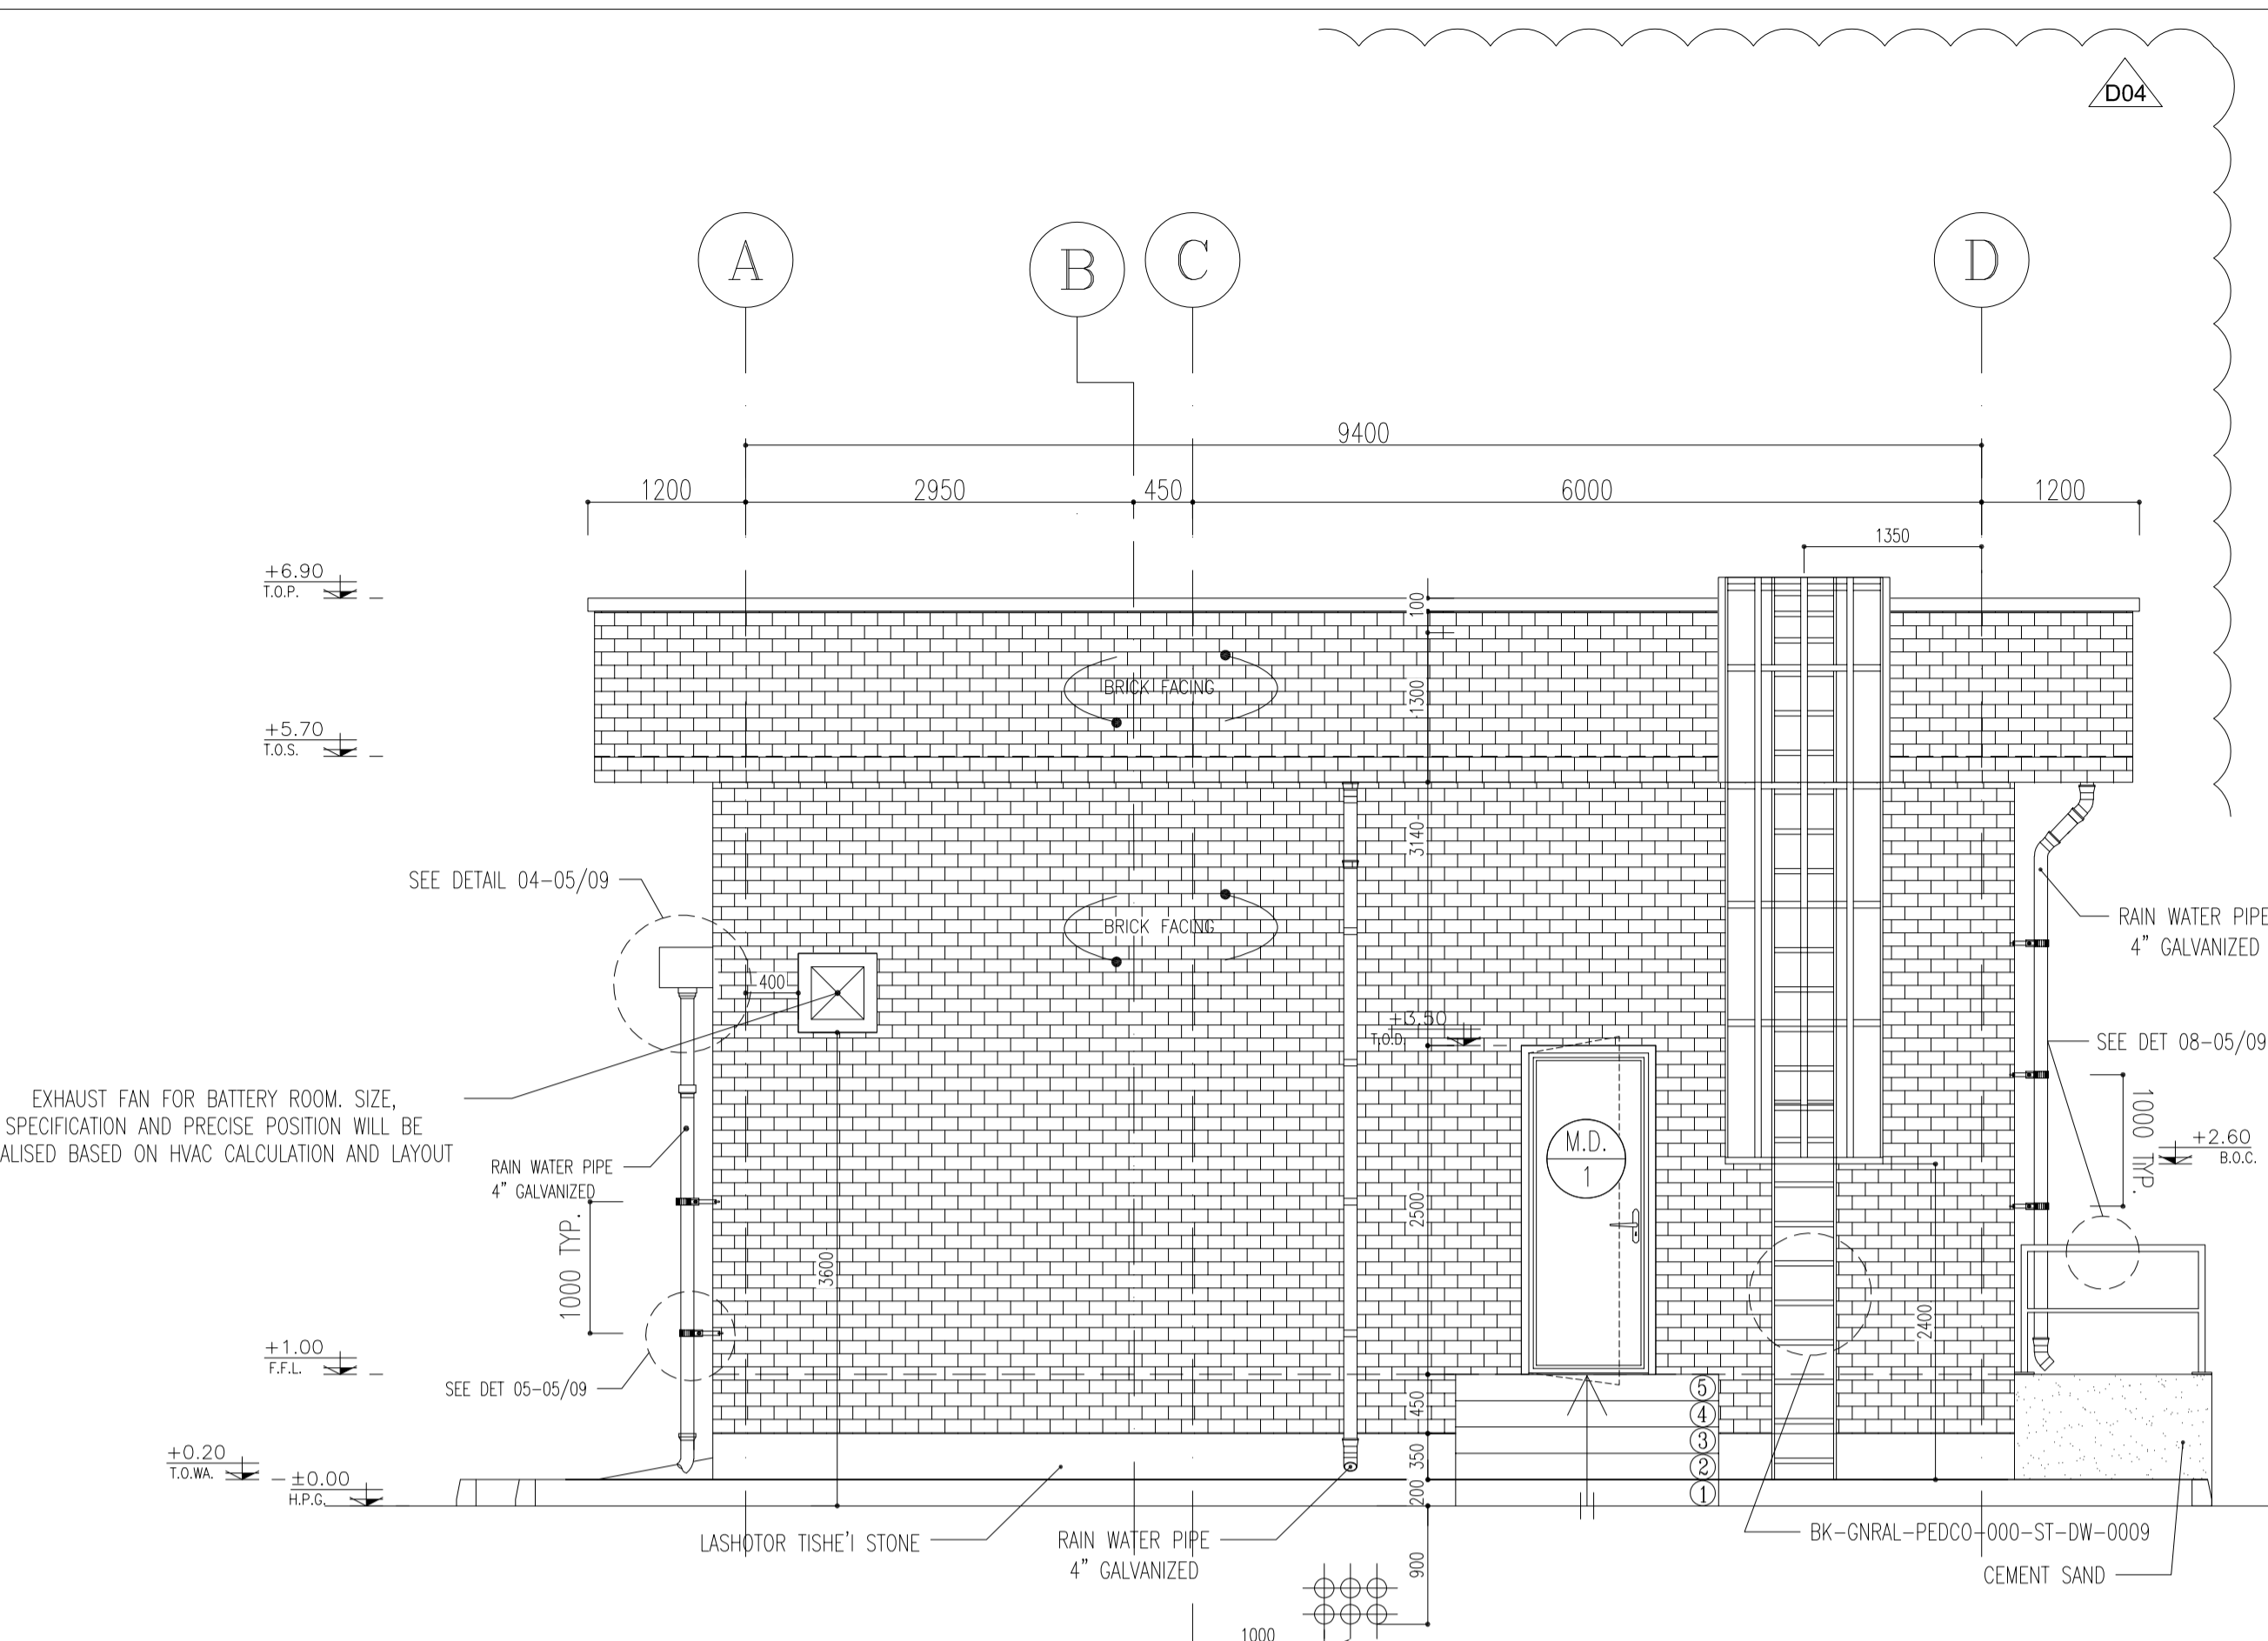 D04
A
B
C
D
9400
1200
2950
450
6000
1200
1350
+6.90
T.O.P.
100
BRICK FACING
1300
+5.70
T.O.S.
3140
SEE DETAIL 04-05/09
BRICK FACING
RAIN WATER PIPE
4" GALVANIZED
400
+3.50
T.O.D.
SEE DET 08-05/09
EXHAUST FAN FOR BATTERY ROOM. SIZE,
SPECIFICATION AND PRECISE POSITION WILL BE
ALISED BASED ON HVAC CALCULATION AND LAYOUT
M.D.
1
1000 TYP.
+2.60
B.O.C.
RAIN WATER PIPE
4" GALVANIZED
2500
1000 TYP.
3600
2400
+1.00
F.F.L.
SEE DET 05-05/09
450
5
4
3
2
1
350
200
+0.20
T.O.WA.
±0.00
H.P.G.
LASHOTOR TISHE'I STONE
RAIN WATER PIPE
4" GALVANIZED
900
BK-GNRAL-PEDCO-000-ST-DW-0009
CEMENT SAND
1000